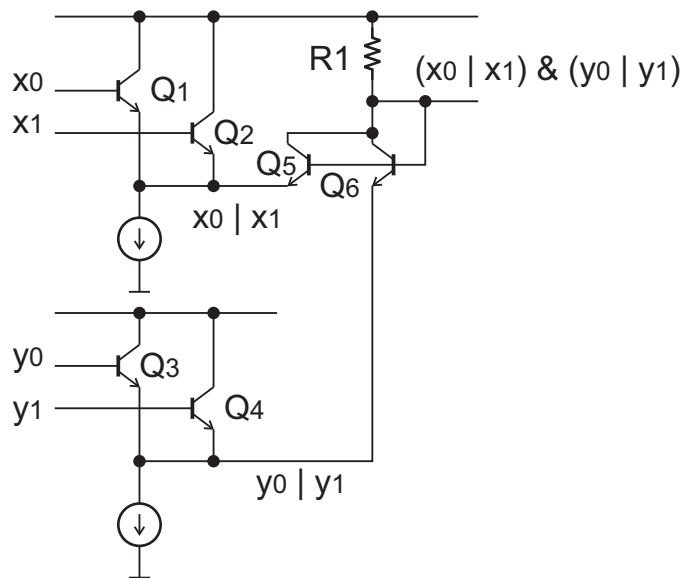 R1
(x0 | x1) & (y0 | y1)
x0
Q1
x1
Q2
Q5
Q6
x0 | x1
y0
Q3
y1
Q4
y0 | y1